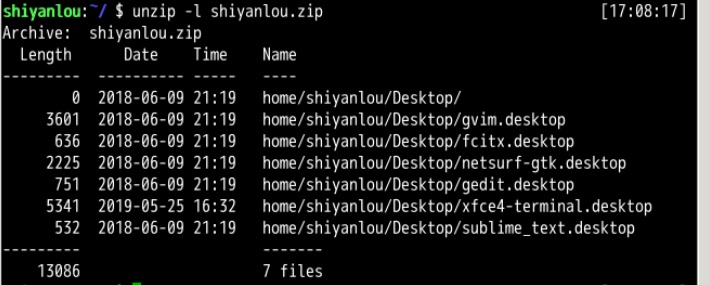 shiyanlou:~/ $ unzip -l shiyanlou.zip [17:08:17]
Archive:  shiyanlou.zip
  Length      Date    Time    Name
---------  ---------- -----   ----
        0  2018-06-09 21:19   home/shiyanlou/Desktop/
     3601  2018-06-09 21:19   home/shiyanlou/Desktop/gvim.desktop
      636  2018-06-09 21:19   home/shiyanlou/Desktop/fcitx.desktop
     2225  2018-06-09 21:19   home/shiyanlou/Desktop/netsurf-gtk.desktop
      751  2018-06-09 21:19   home/shiyanlou/Desktop/gedit.desktop
     5341  2019-05-25 16:32   home/shiyanlou/Desktop/xfce4-terminal.desktop
      532  2018-06-09 21:19   home/shiyanlou/Desktop/sublime_text.desktop
---------                     -------
    13086                     7 files